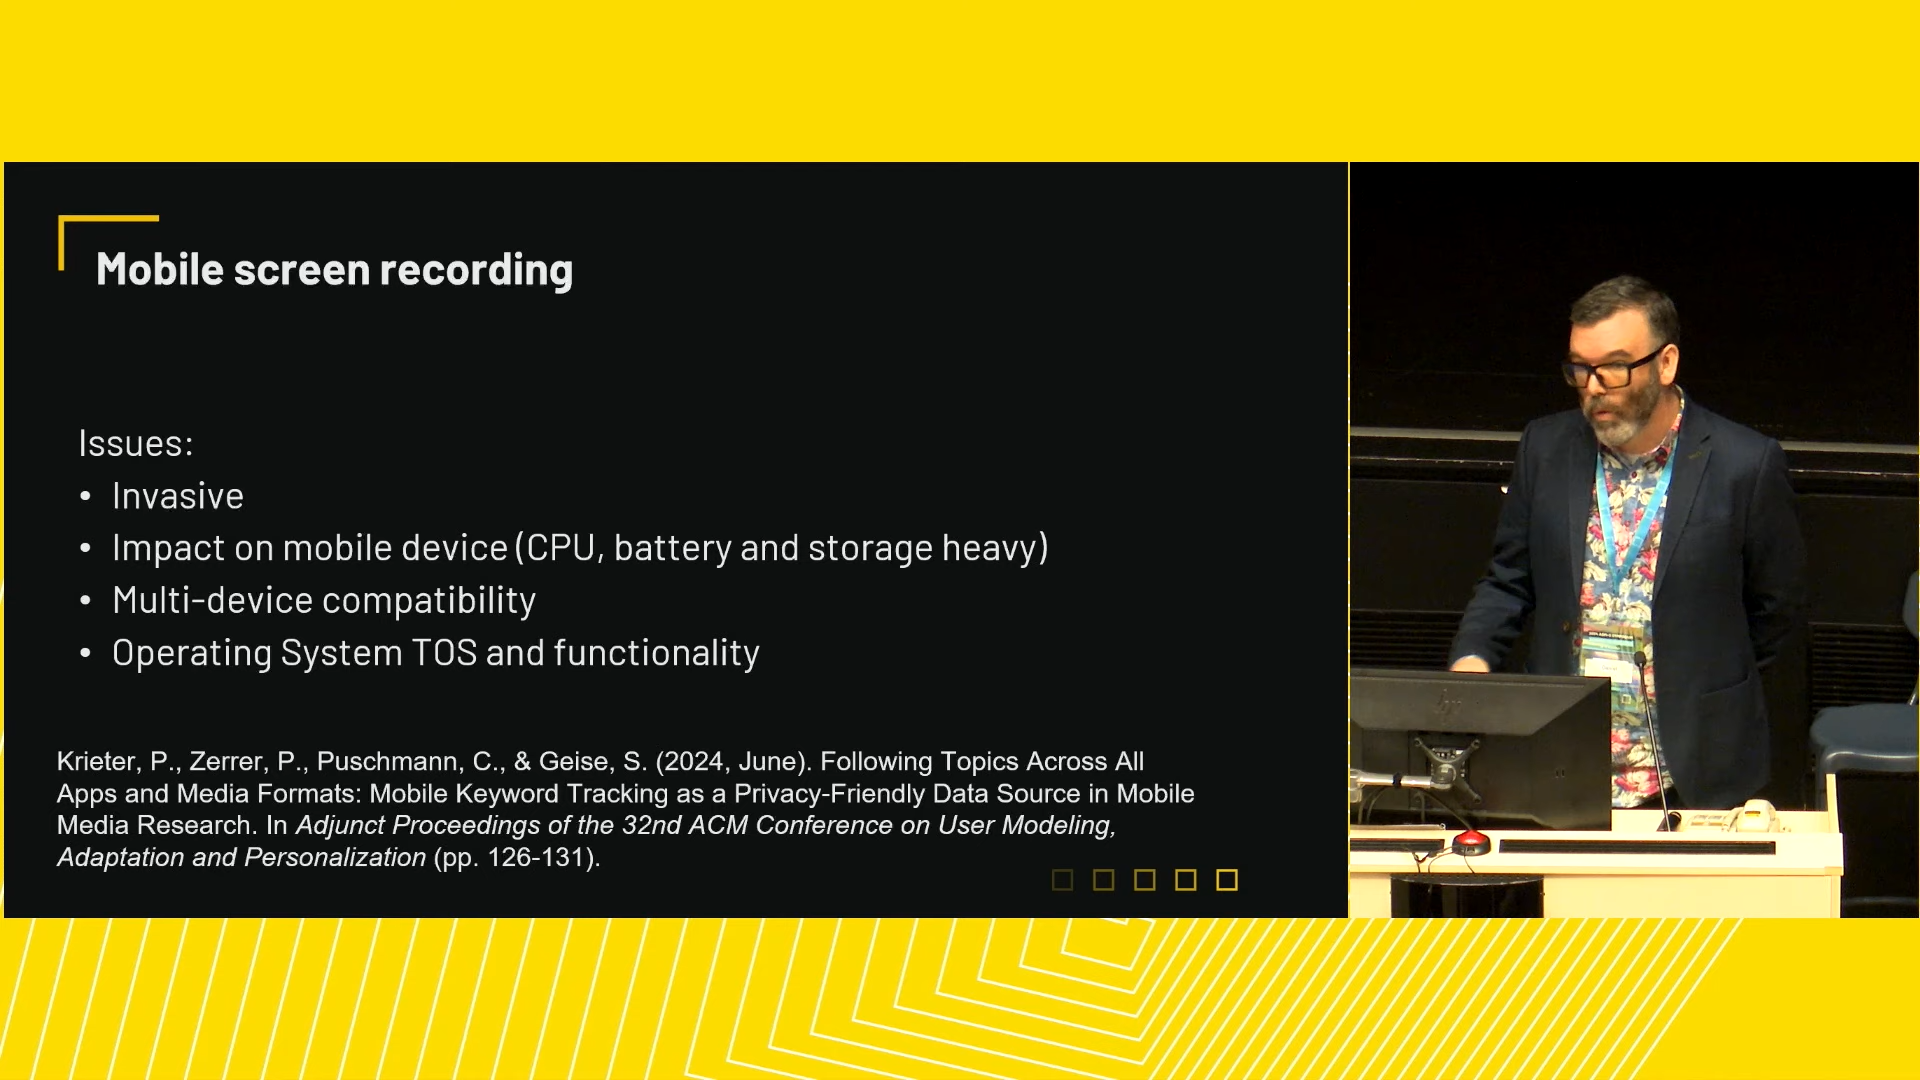 Mobile screen recording
Issues:
• Invasive
• Impact on mobile device (CPU, battery and storage heavy)
• Multi-device compatibility
• Operating System TOS and functionality
Krieter, P., Zerrer, P., Puschmann, C., & Geise, S. (2024, June). Following Topics Across All
Apps and Media Formats: Mobile Keyword Tracking as a Privacy-Friendly Data Source in Mobile
Media Research. In Adjunct Proceedings of the 32nd ACM Conference on User Modeling,
Adaptation and Personalization (pp. 126-131).
hp